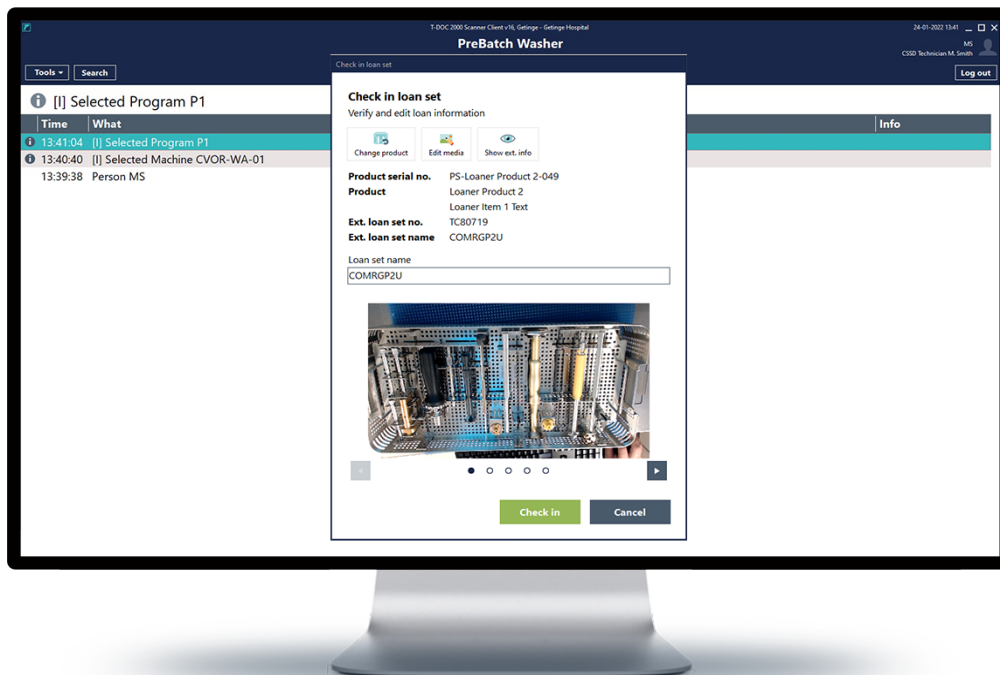 T-DOC 2000 Scanner Client v16, Getinge - Getinge Hospital
24-01-2022 13:41
PreBatch Washer
MS
CSSD Technician M. Smith
Tools
Search
Log out
[I] Selected Program P1
Time What Info
13:41:04 [I] Selected Program P1
13:40:40 [I] Selected Machine CVOR-WA-01
13:39:38 Person MS
Check in loan set
Check in loan set
Verify and edit loan information
Change product
Edit media
Show ext. info
Product serial no. PS-Loaner Product 2-049
Product Loaner Product 2
Loaner Item 1 Text
Ext. loan set no. TC80719
Ext. loan set name COMRGP2U
Loan set name
COMRGP2U
Check in
Cancel